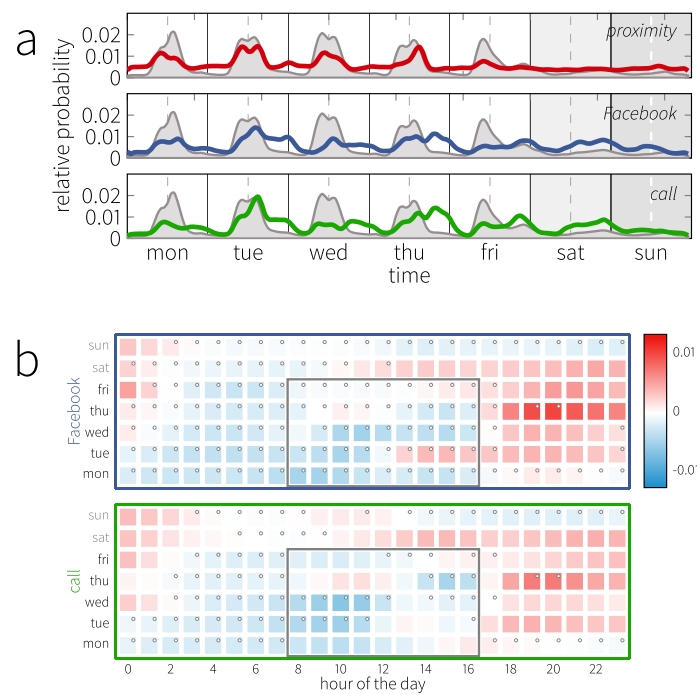 a
relative probability
0.02
0.01
0
proximity
0.02
0.01
0
Facebook
0.02
0.01
0
call
mon tue wed thu fri sat sun
time
b
Facebook
sun
sat
fri
thu
wed
tue
mon
0.01
0
-0.01
call
sun
sat
fri
thu
wed
tue
mon
0 2 4 6 8 10 12 14 16 18 20 22
hour of the day